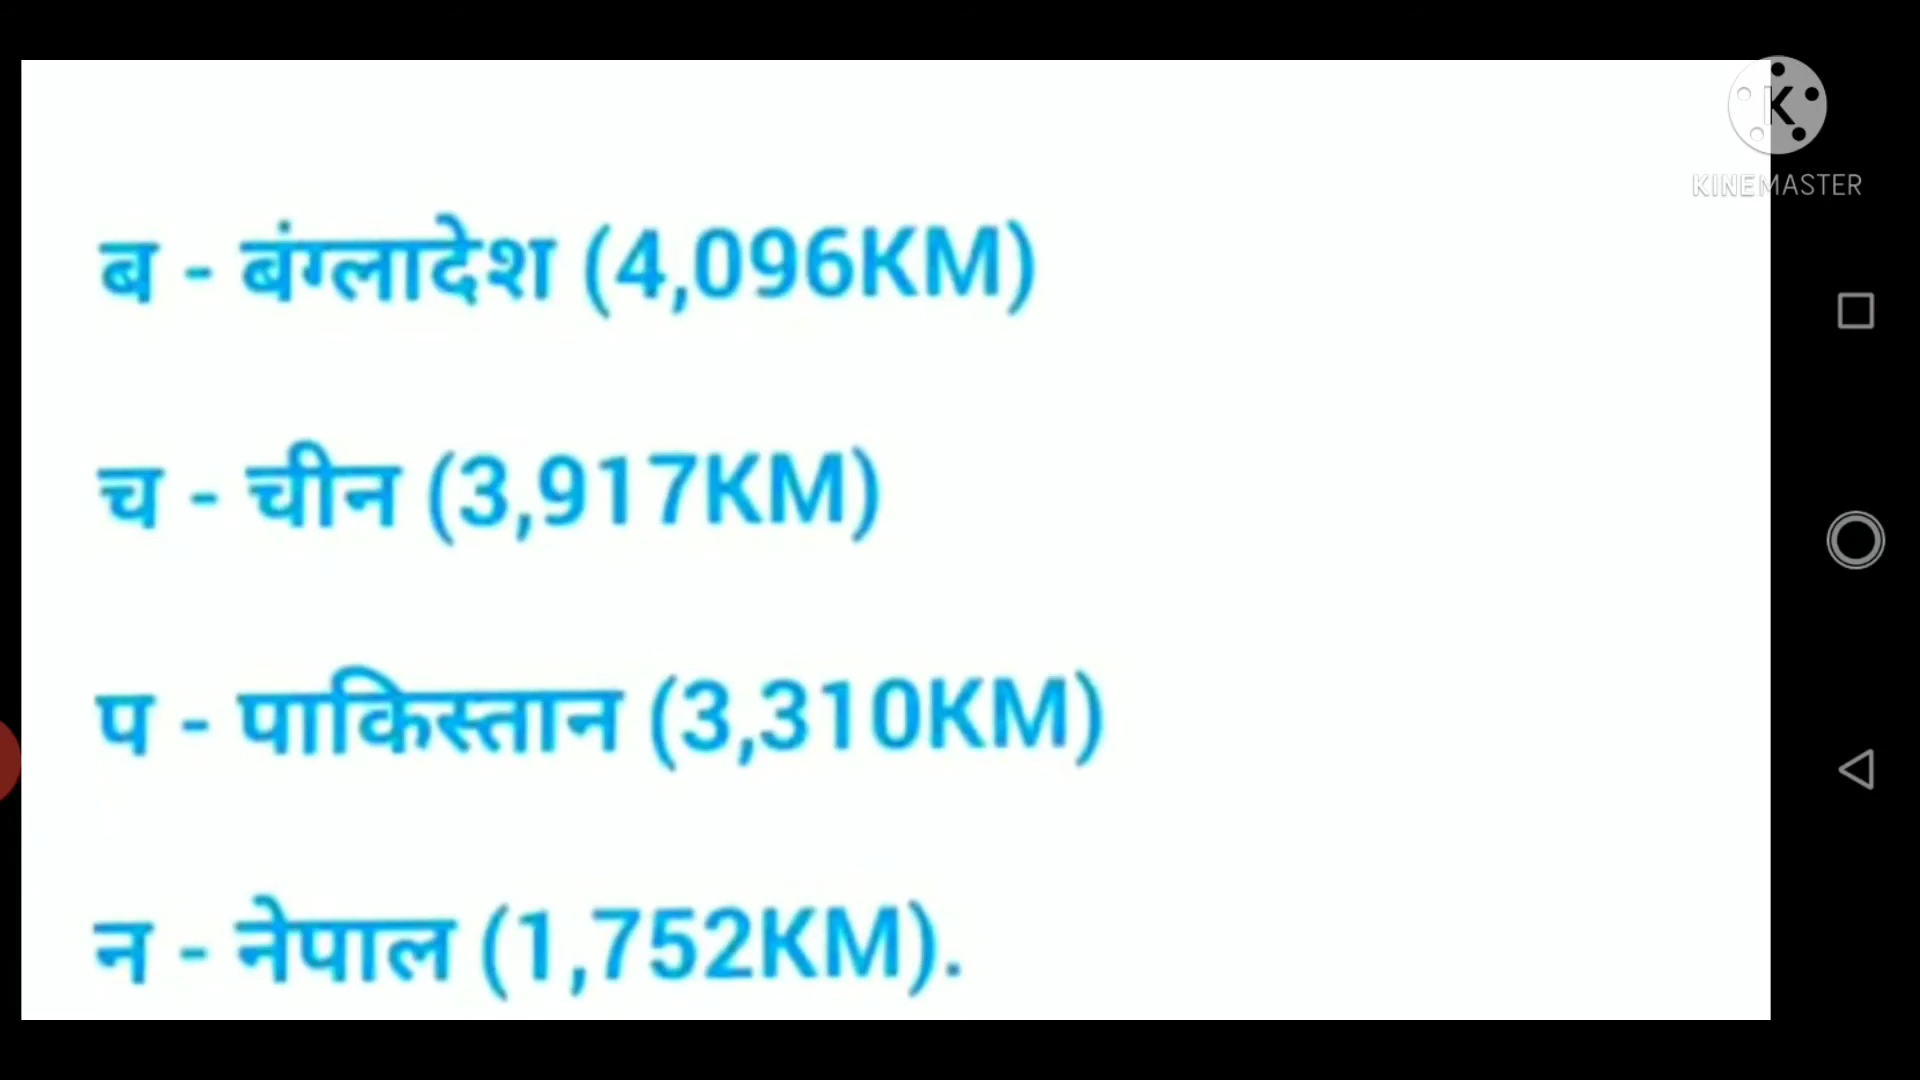 KINEMASTER
ब - बंग्लादेश (4,096KM)
च - चीन (3,917KM)
प - पाकिस्तान (3,310KM)
न - नेपाल (1,752KM).